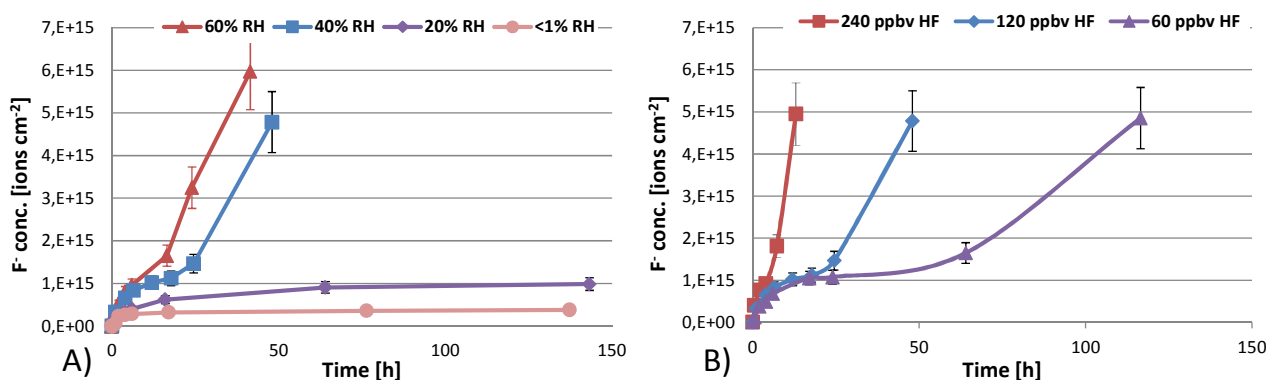 60% RH 40% RH 20% RH <1% RH
7,E+15
6,E+15
5,E+15
4,E+15
3,E+15
2,E+15
1,E+15
0,E+00
F- conc. [ions cm-2]
0 50 100 150
Time [h]
A)
240 ppbv HF 120 ppbv HF 60 ppbv HF
7,E+15
6,E+15
5,E+15
4,E+15
3,E+15
2,E+15
1,E+15
0,E+00
F- conc. [ions cm-2]
0 50 100 150
Time [h]
B)